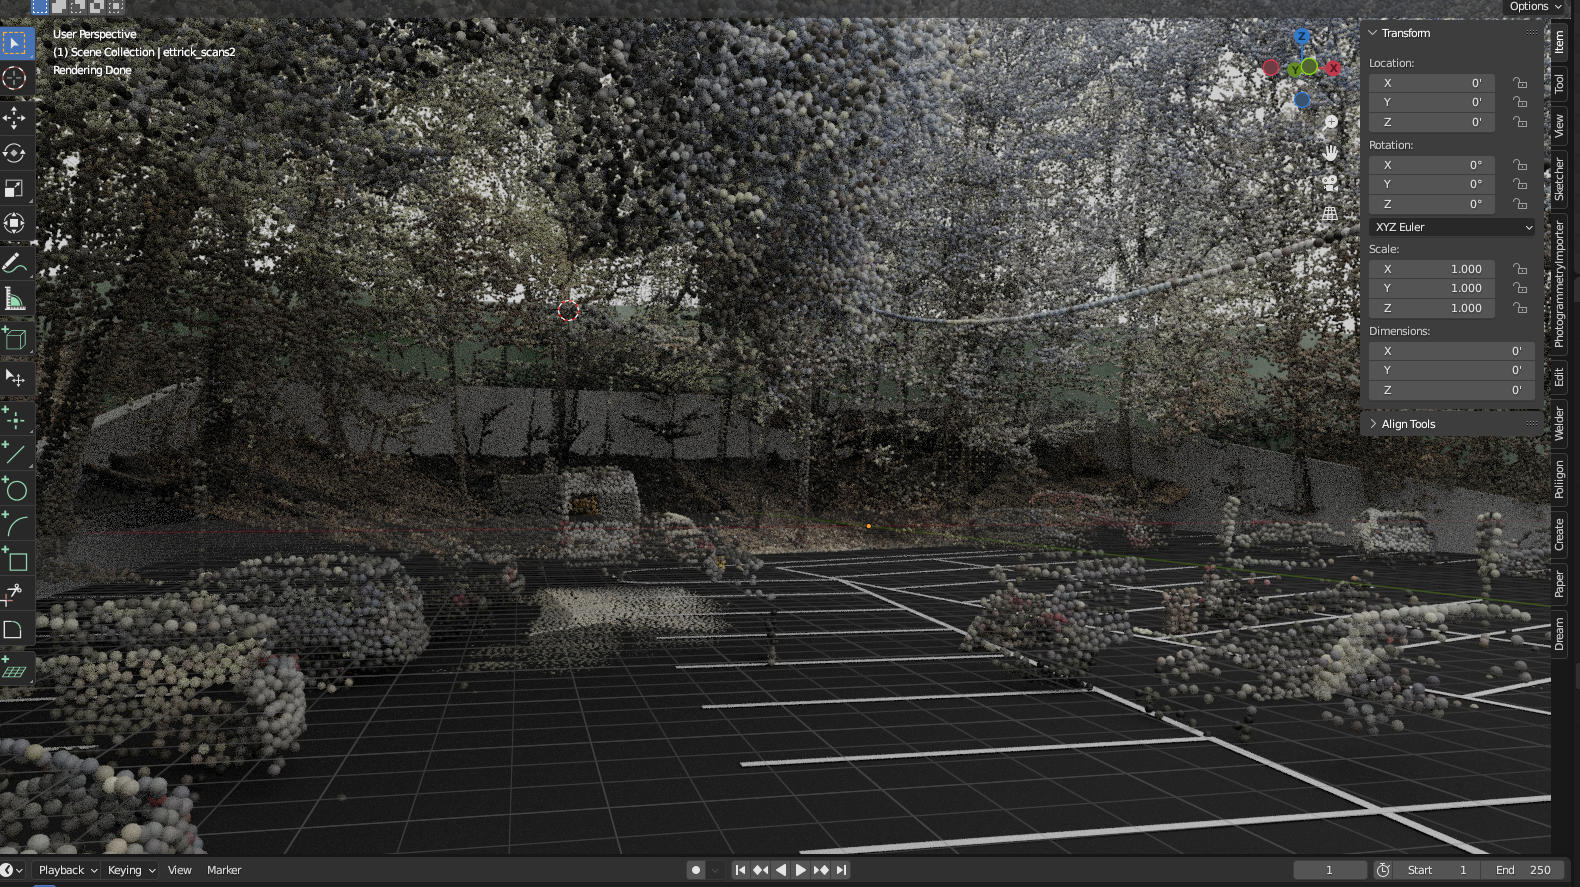 Options
User Perspective
(1) Scene Collection | ettrick_scans2
Rendering Done
Z
Y
X
Transform
Location:
X 0'
Y 0'
Z 0'
Rotation:
X 0°
Y 0°
Z 0°
XYZ Euler
Scale:
X 1.000
Y 1.000
Z 1.000
Dimensions:
X 0'
Y 0'
Z 0'
Align Tools
Item
Tool
View
Sketcher
PhotogrammetryImporter
Edit
Welder
Poliigon
Create
Paper
Dream
Playback
Keying
View
Marker
1
Start 1
End 250